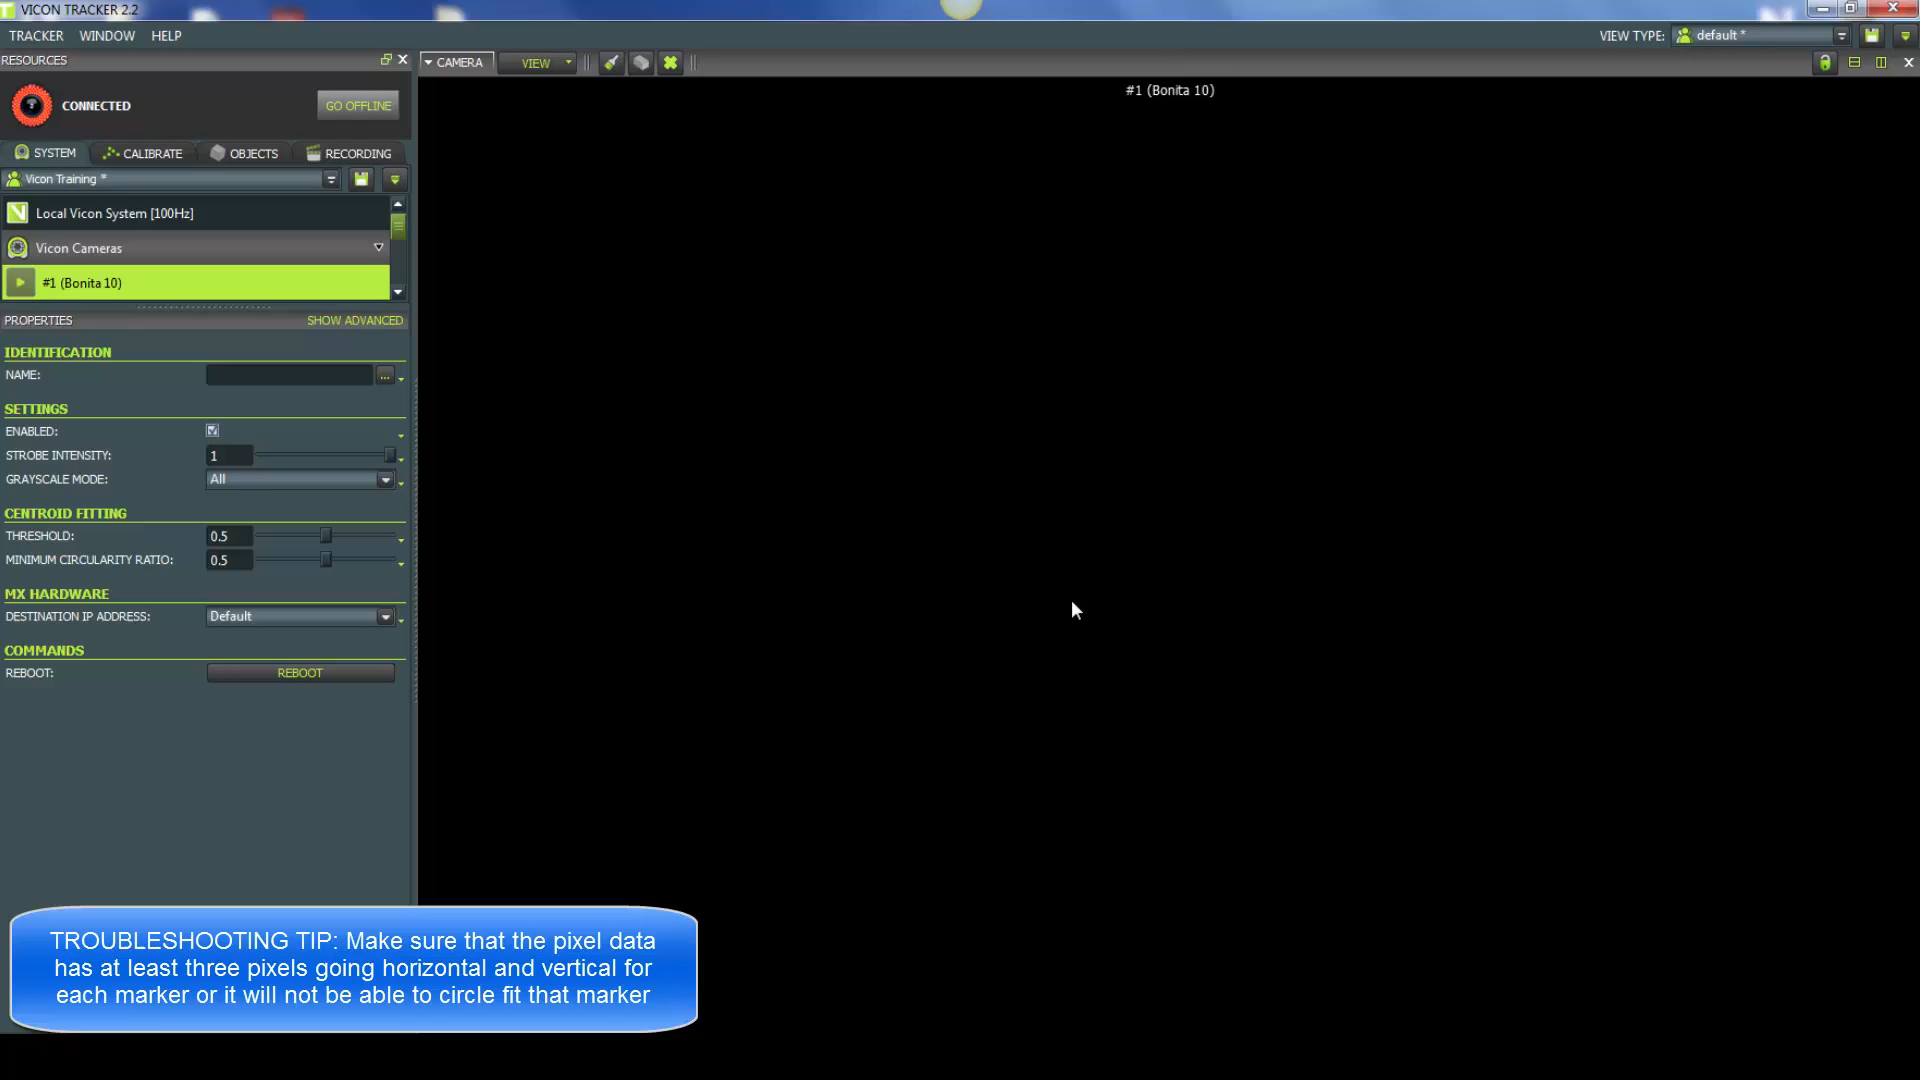 VICON TRACKER 2.2
TRACKER WINDOW HELP
VIEW TYPE: default *
RESOURCES
CAMERA VIEW
#1 (Bonita 10)
CONNECTED GO OFFLINE
SYSTEM CALIBRATE OBJECTS RECORDING
Vicon Training *
Local Vicon System [100Hz]
Vicon Cameras
#1 (Bonita 10)
PROPERTIES SHOW ADVANCED
IDENTIFICATION
NAME: ...
SETTINGS
ENABLED:
STROBE INTENSITY: 1
GRAYSCALE MODE: All
CENTROID FITTING
THRESHOLD: 0.5
MINIMUM CIRCULARITY RATIO: 0.5
MX HARDWARE
DESTINATION IP ADDRESS: Default
COMMANDS
REBOOT: REBOOT
TROUBLESHOOTING TIP: Make sure that the pixel data
has at least three pixels going horizontal and vertical for
each marker or it will not be able to circle fit that marker